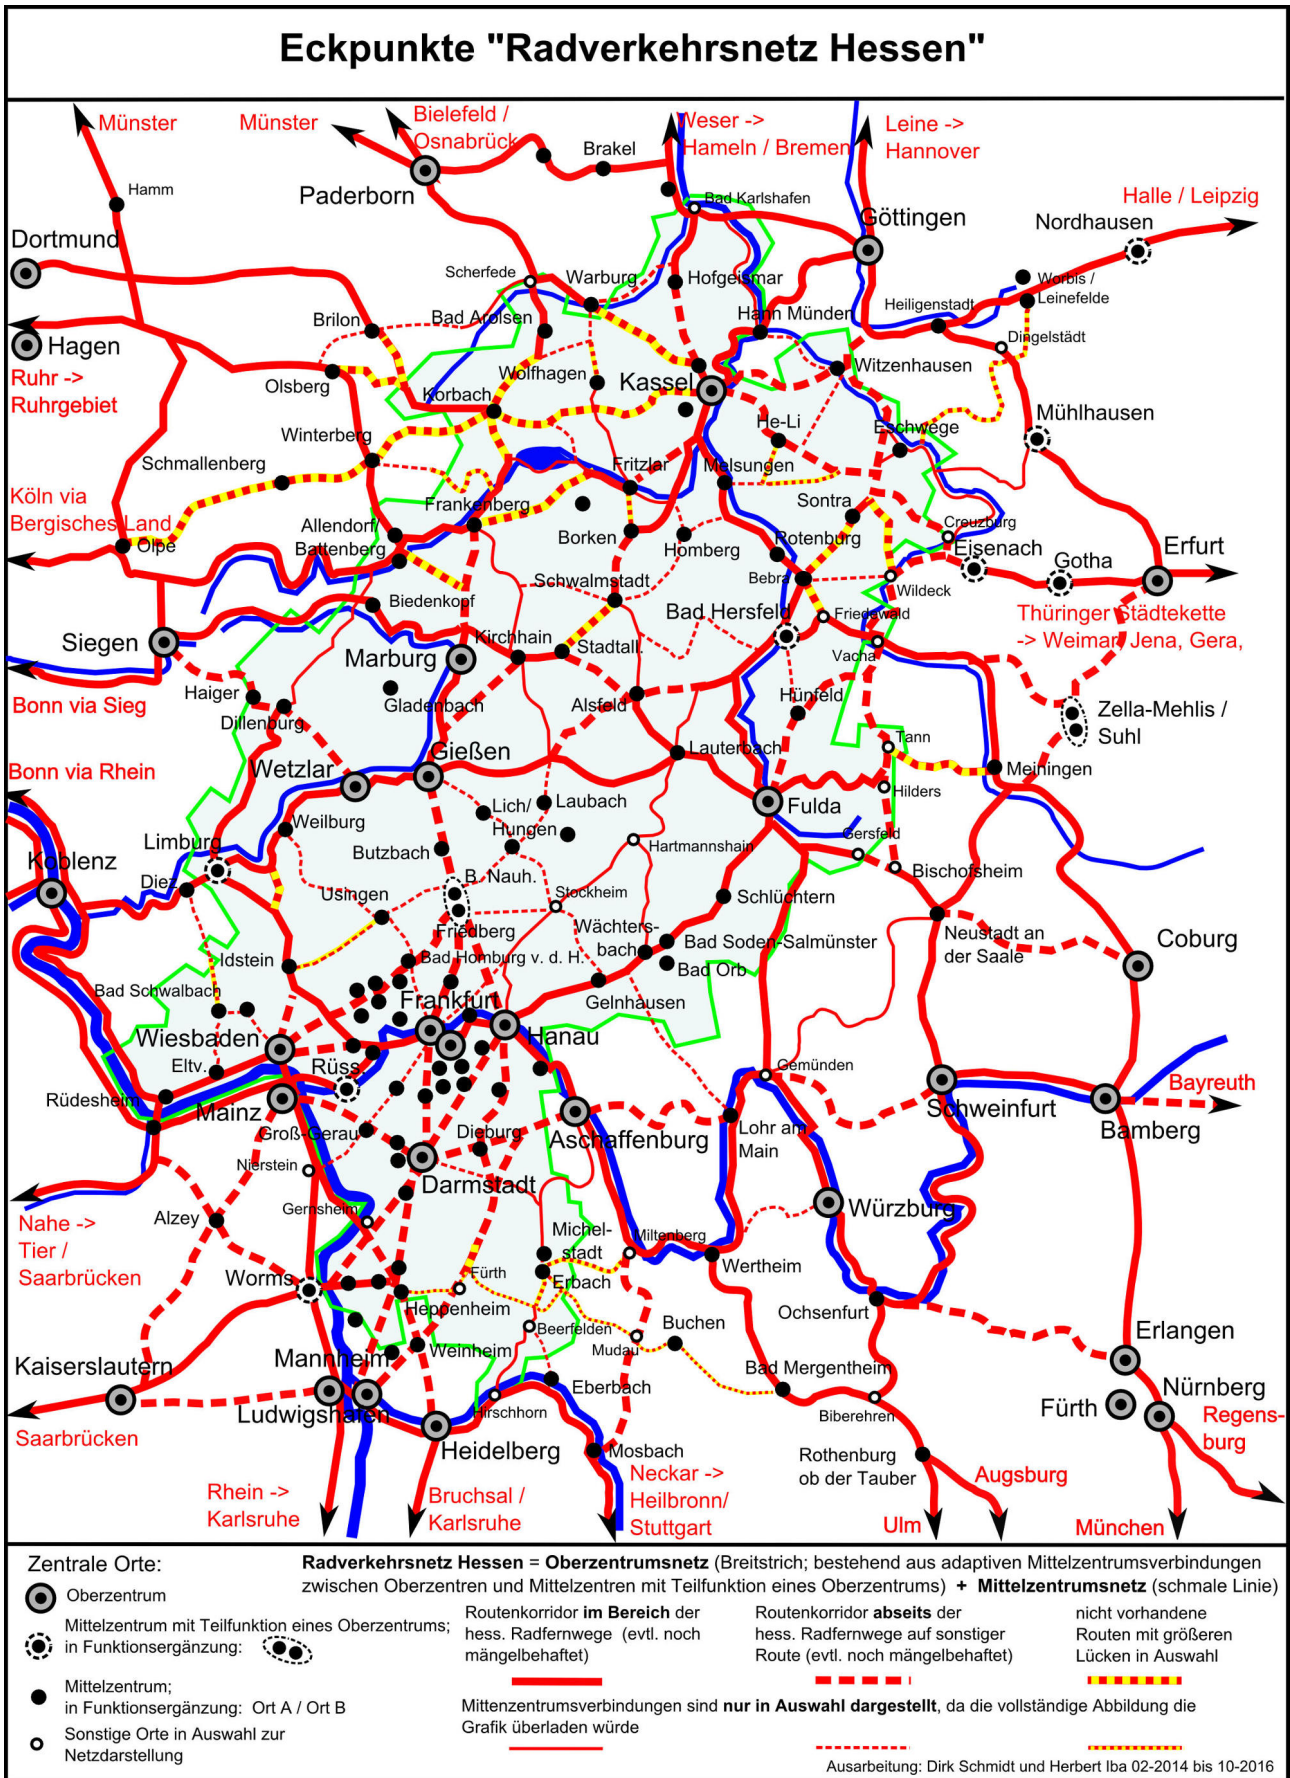 Eckpunkte "Radverkehrsnetz Hessen"
Münster
Münster
Bielefeld /
Osnabrück
Weser ->
Hameln / Bremen
Leine ->
Hannover
Brakel
Hamm
Paderborn
Bad Karlshafen
Göttingen
Halle / Leipzig
Nordhausen
Dortmund
Scherfede
Warburg
Hofgeismar
Worbis /
Leinefelde
Heiligenstadt
Brilon
Bad Arolsen
Hann Münden
Dingelstädt
Hagen
Ruhr ->
Ruhrgebiet
Olsberg
Wolfhagen
Kassel
Witzenhausen
Korbach
Mühlhausen
Winterberg
He-Li
Eschwege
Schmallenberg
Fritzlar
Melsungen
Köln via
Bergisches Land
Frankenberg
Sontra
Allendorf/
Battenberg
Olpe
Borken
Homberg
Rotenburg
Creuzburg
Eisenach
Gotha
Erfurt
Schwalmstadt
Bebra
Wildeck
Biedenkopf
Bad Hersfeld
Friedewald
Thüringer Städtekette
-> Weimar, Jena, Gera,
Siegen
Kirchhain
Stadtall.
Marburg
Vacha
Haiger
Gladenbach
Alsfeld
Hünfeld
Bonn via Sieg
Dillenburg
Zella-Mehlis /
Suhl
Tann
Gießen
Lauterbach
Bonn via Rhein
Wetzlar
Meiningen
Fulda
Hilders
Lich/
Hungen
Laubach
Weilburg
Limburg
Hartmannshain
Gersfeld
Koblenz
Butzbach
Diez
B. Nauh.
Bischofsheim
Usingen
Stockheim
Schlüchtern
Friedberg
Wächters-
bach
Neustadt an
der Saale
Coburg
Idstein
Bad Homburg v. d. H.
Bad Soden-Salmünster
Bad Orb
Bad Schwalbach
Gelnhausen
Frankfurt
Wiesbaden
Hanau
Eltv.
Rüss.
Gemünden
Rüdesheim
Mainz
Schweinfurt
Bayreuth
Bamberg
Groß-Gerau
Dieburg
Aschaffenburg
Lohr am
Main
Nierstein
Darmstadt
Würzburg
Gernsheim
Nahe ->
Tier /
Saarbrücken
Alzey
Michel-
stadt
Miltenberg
Wertheim
Worms
Fürth
Erbach
Heppenheim
Ochsenfurt
Beerfelden
Mudau
Buchen
Erlangen
Kaiserslautern
Mannheim
Weinheim
Bad Mergentheim
Eberbach
Nürnberg
Ludwigshafen
Hirschhorn
Biberehren
Fürth
Regens-
burg
Saarbrücken
Heidelberg
Mosbach
Rothenburg
ob der Tauber
Augsburg
Rhein ->
Karlsruhe
Bruchsal /
Karlsruhe
Neckar ->
Heilbronn/
Stuttgart
Ulm
München
Zentrale Orte:
Oberzentrum
Mittelzentrum mit Teilfunktion eines Oberzentrums;
in Funktionsergänzung:
Mittelzentrum;
in Funktionsergänzung: Ort A / Ort B
Sonstige Orte in Auswahl zur
Netzdarstellung
Radverkehrsnetz Hessen = Oberzentrumsnetz (Breitstrich; bestehend aus adaptiven Mittelzentrumsverbindungen
zwischen Oberzentren und Mittelzentren mit Teilfunktion eines Oberzentrums) + Mittelzentrumsnetz (schmale Linie)
Routenkorridor im Bereich der
hess. Radfernwege (evtl. noch
mängelbehaftet)
Routenkorridor abseits der
hess. Radfernwege auf sonstiger
Route (evtl. noch mängelbehaftet)
nicht vorhandene
Routen mit größeren
Lücken in Auswahl
Mittenzentrumsverbindungen sind nur in Auswahl dargestellt, da die vollständige Abbildung die
Grafik überladen würde
Ausarbeitung: Dirk Schmidt und Herbert Iba 02-2014 bis 10-2016